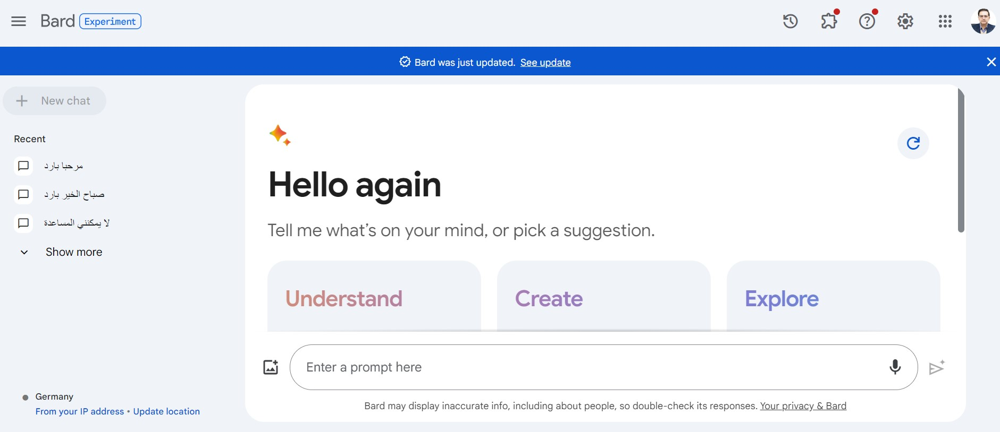 Bard Experiment
Bard was just updated. See update
New chat
Recent
مرحبا بارد
صباح الخير بارد
لا يمكنني المساعدة
Show more
Germany
From your IP address • Update location
Hello again
Tell me what’s on your mind, or pick a suggestion.
Understand
Create
Explore
Enter a prompt here
Bard may display inaccurate info, including about people, so double-check its responses. Your privacy & Bard